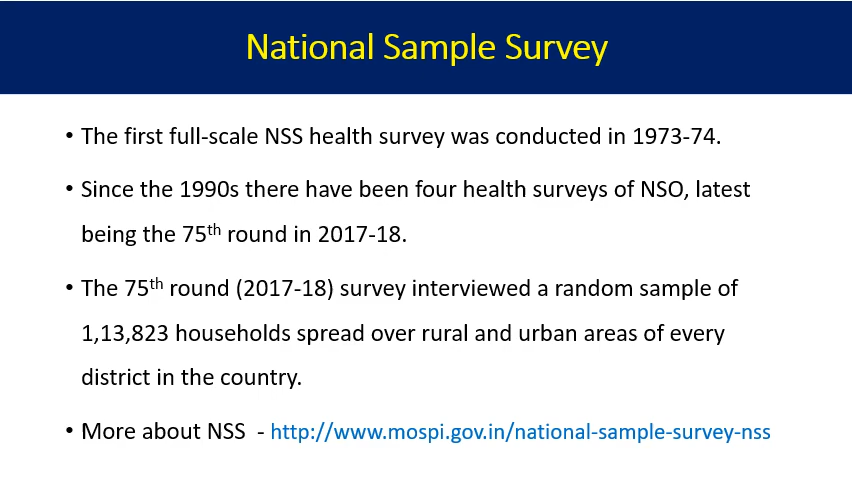 National Sample Survey
• The first full-scale NSS health survey was conducted in 1973-74.
• Since the 1990s there have been four health surveys of NSO, latest
being the 75th round in 2017-18.
• The 75th round (2017-18) survey interviewed a random sample of
1,13,823 households spread over rural and urban areas of every
district in the country.
• More about NSS - http://www.mospi.gov.in/national-sample-survey-nss